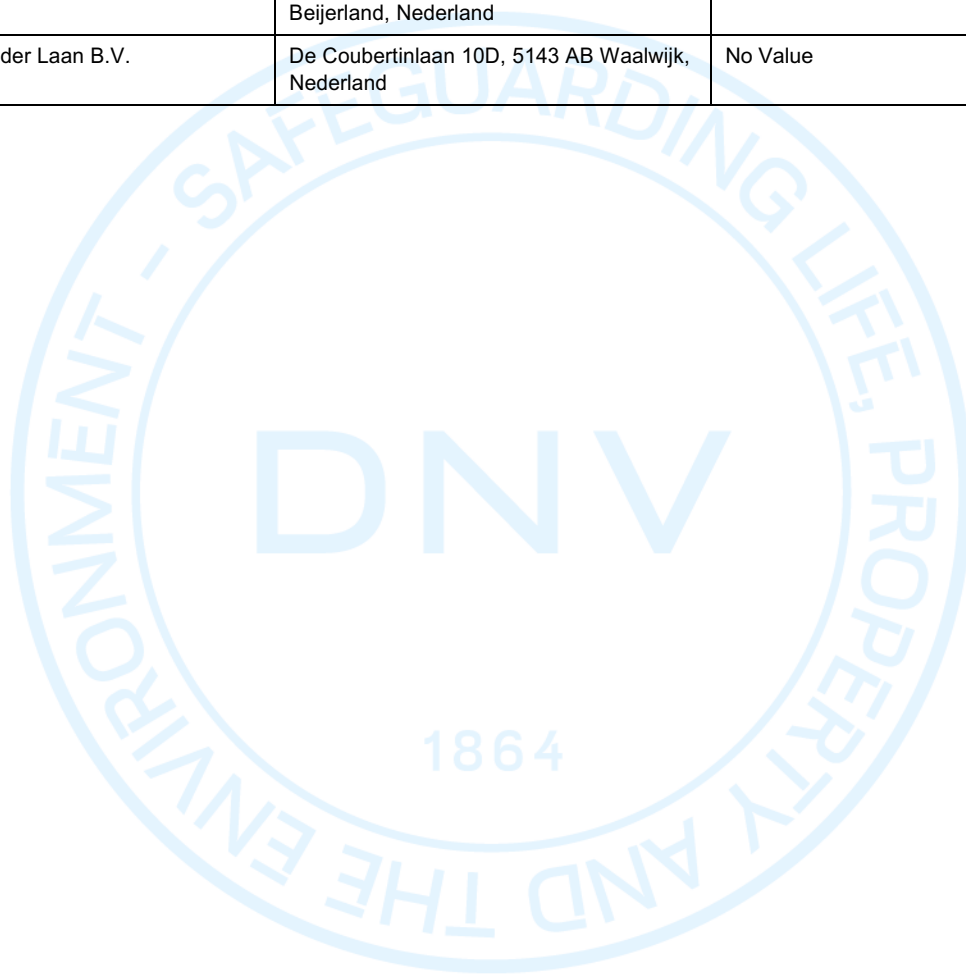 Beijerland, Nederland
der Laan B.V.
De Coubertinlaan 10D, 5143 AB Waalwijk,
Nederland
No Value
SAFEGUARDING LIFE, PROPERTY AND THE ENVIRONMENT -
DNV
1864